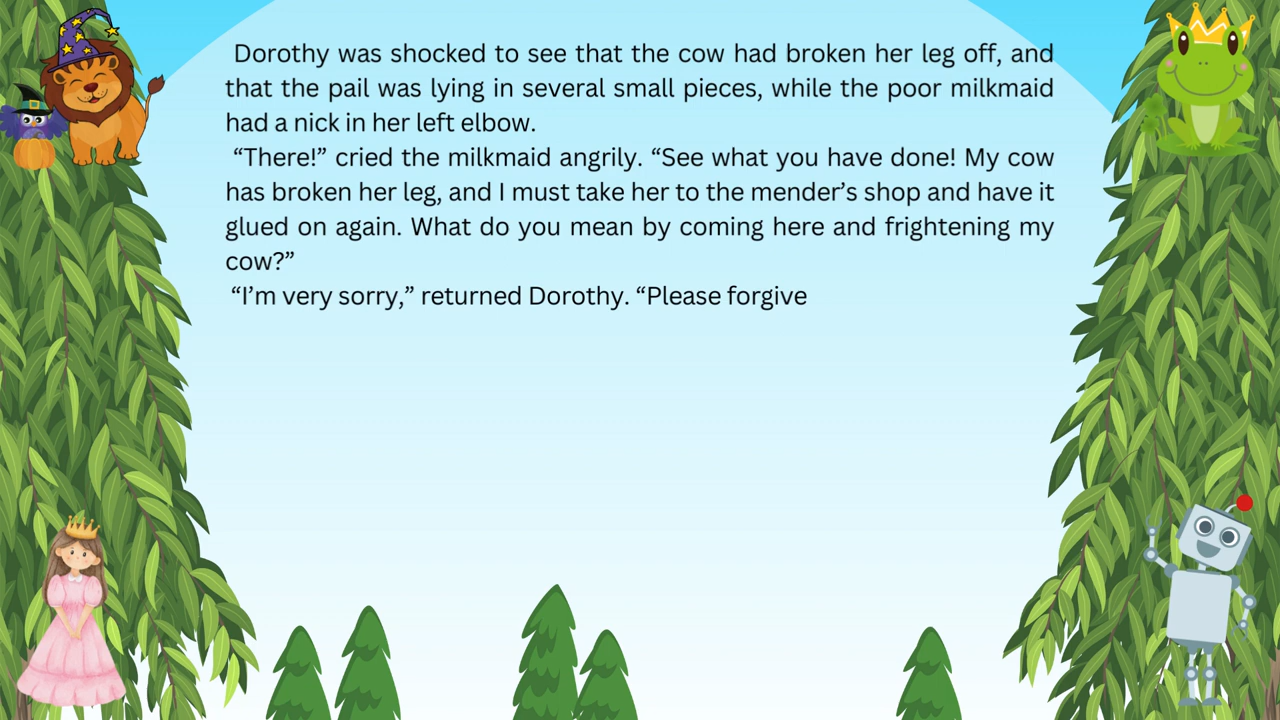 Dorothy was shocked to see that the cow had broken her leg off, and
that the pail was lying in several small pieces, while the poor milkmaid
had a nick in her left elbow.
“There!” cried the milkmaid angrily. “See what you have done! My cow
has broken her leg, and I must take her to the mender’s shop and have it
glued on again. What do you mean by coming here and frightening my
cow?”
“I’m very sorry,” returned Dorothy. “Please forgive